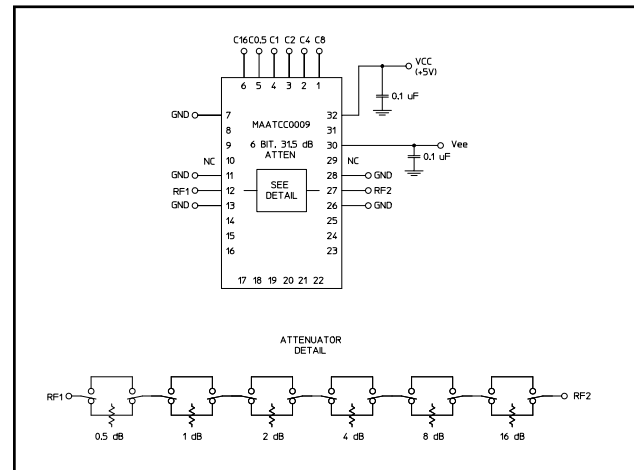 C16 C0.5 C1 C2 C4 C8
6 5 4 3 2 1
VCC
(+5V)
0.1 uF
GND 7 32
8 31
MAATCC0009
9 30 Vee
6 BIT, 31.5 dB
ATTEN
0.1 uF
NC 10 29 NC
GND 11 28 GND
RF1 12 27 RF2
SEE
DETAIL
GND 13 26 GND
14 25
15 24
16 23
17 18 19 20 21 22
ATTENUATOR
DETAIL
RF1 RF2
0.5 dB 1 dB 2 dB 4 dB 8 dB 16 dB